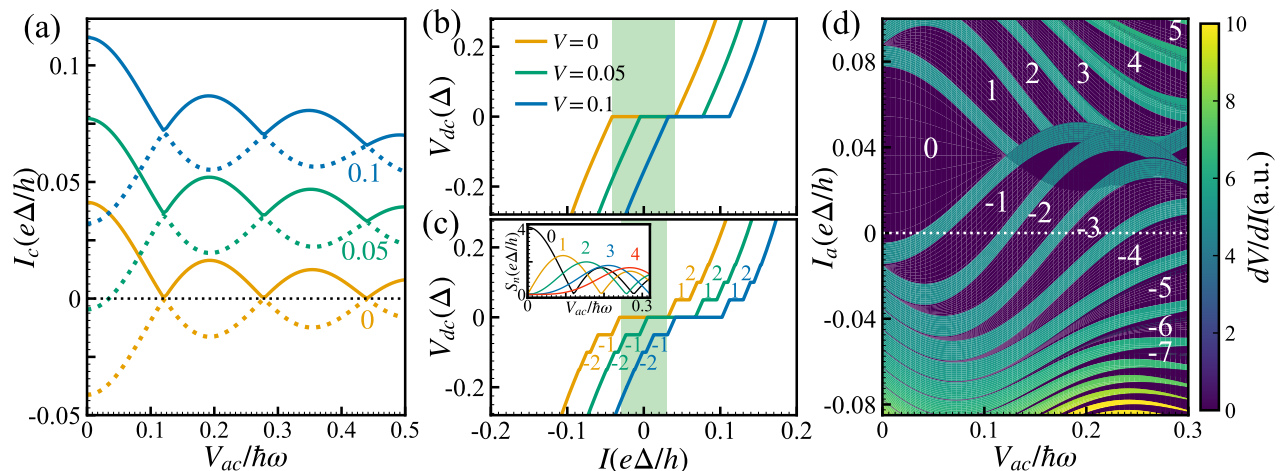 (a)
I_c(eΔ/h)
0.1
0.05
0
-0.05
0.1
0.05
0
0
0.1
0.2
0.3
0.4
0.5
V_ac/ħω
(b)
V=0
V=0.05
V=0.1
V_dc(Δ)
0.2
0
-0.2
(c)
V_dc(Δ)
0.2
0
-0.2
S_n(eΔ/h)
4
0
0 1 2 3 4
0
V_ac/ħω
0.3
2 2 2
1 1 1
-1 -1 -1
-2 -2 -2
-0.2
-0.1
0
0.1
0.2
I(eΔ/h)
(d)
I_a(eΔ/h)
0.08
0.04
0
-0.04
-0.08
0
1
2
3
4
5
-1
-2
-3
-4
-5
-6
-7
0
0.1
0.2
0.3
V_ac/ħω
10
8
6
4
2
0
dV/dI(a.u.)